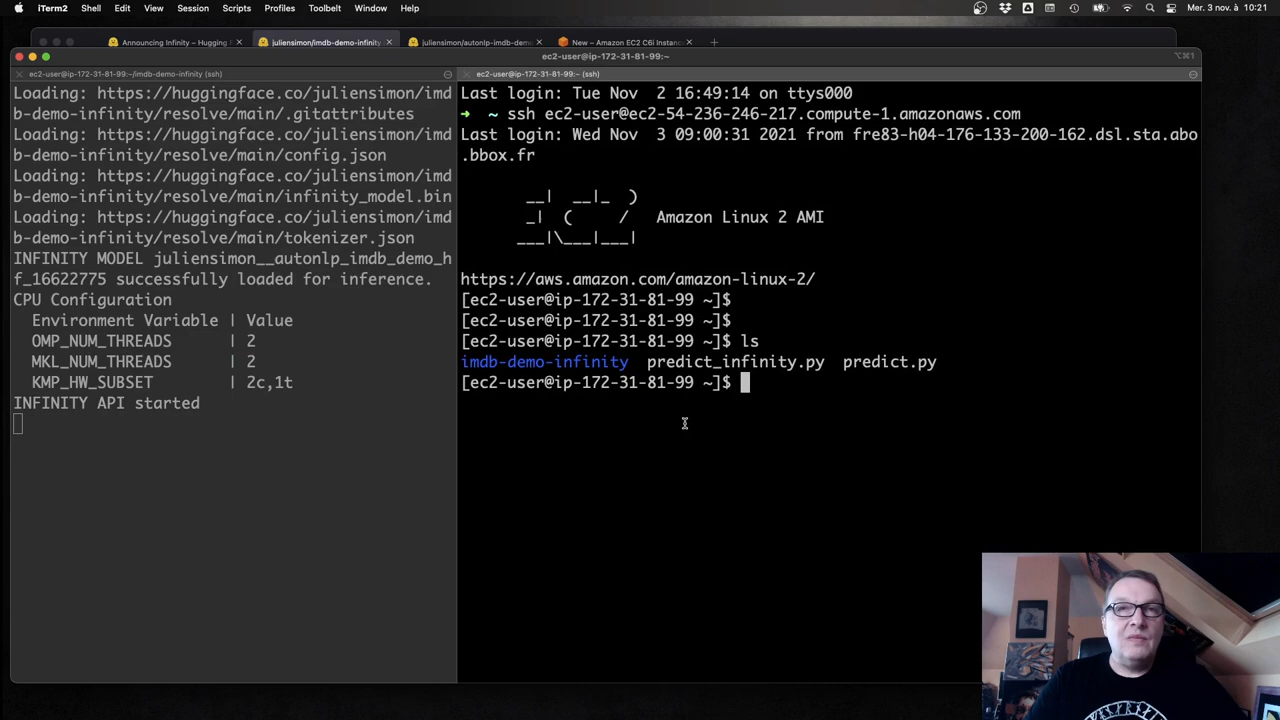 iTerm2 Shell Edit View Session Scripts Profiles Toolbelt Window Help Mer. 3 nov. à 10:21
Announcing Infinity – Hugging F juliensimon/imdb-demo-infinity juliensimon/autonlp-imdb-demo- New – Amazon EC2 C6i Instance
ec2-user@ip-172-31-81-99:~ ⌥⌘1
ec2-user@ip-172-31-81-99:~/imdb-demo-infinity (ssh)
Loading: https://huggingface.co/juliensimon/imd
b-demo-infinity/resolve/main/.gitattributes
Loading: https://huggingface.co/juliensimon/imd
b-demo-infinity/resolve/main/config.json
Loading: https://huggingface.co/juliensimon/imd
b-demo-infinity/resolve/main/infinity_model.bin
Loading: https://huggingface.co/juliensimon/imd
b-demo-infinity/resolve/main/tokenizer.json
INFINITY MODEL juliensimon__autonlp_imdb_demo_h
f_16622775 successfully loaded for inference.
CPU Configuration
Environment Variable | Value
OMP_NUM_THREADS | 2
MKL_NUM_THREADS | 2
KMP_HW_SUBSET | 2c,1t
INFINITY API started
ec2-user@ip-172-31-81-99:~ (ssh)
Last login: Tue Nov  2 16:49:14 on ttys000
➜  ~ ssh ec2-user@ec2-54-236-246-217.compute-1.amazonaws.com
Last login: Wed Nov  3 09:00:31 2021 from fre83-h04-176-133-200-162.dsl.sta.abo
.bbox.fr
__|  __|_  )
_|  (     /   Amazon Linux 2 AMI
___|\___|___|
https://aws.amazon.com/amazon-linux-2/
[ec2-user@ip-172-31-81-99 ~]$
[ec2-user@ip-172-31-81-99 ~]$
[ec2-user@ip-172-31-81-99 ~]$ ls
imdb-demo-infinity  predict_infinity.py  predict.py
[ec2-user@ip-172-31-81-99 ~]$